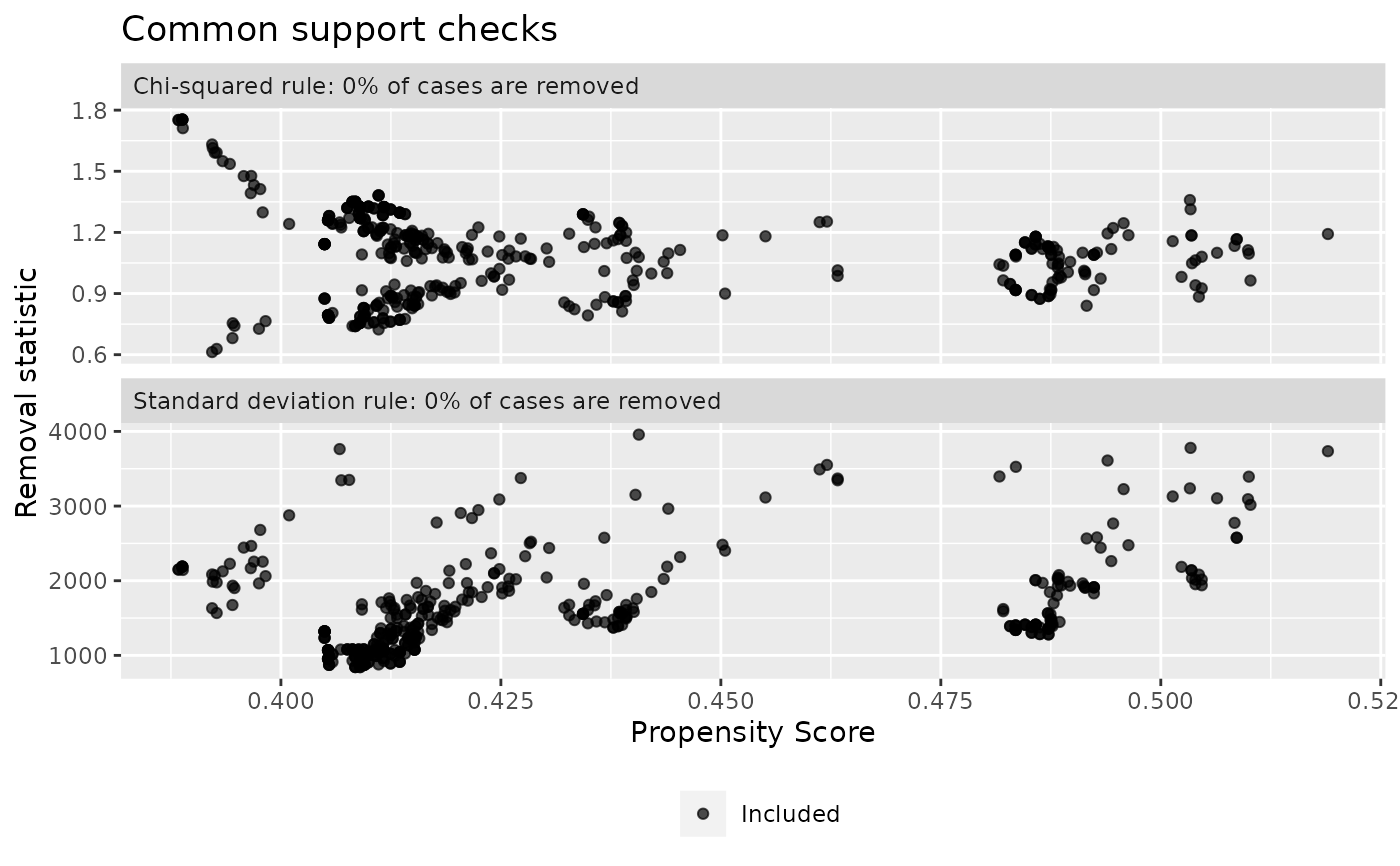 Common support checks
Chi-squared rule: 0% of cases are removed
1.8
1.5
1.2
0.9
0.6
Standard deviation rule: 0% of cases are removed
4000
3000
2000
1000
Removal statistic
0.400 0.425 0.450 0.475 0.500 0.52
Propensity Score
Included